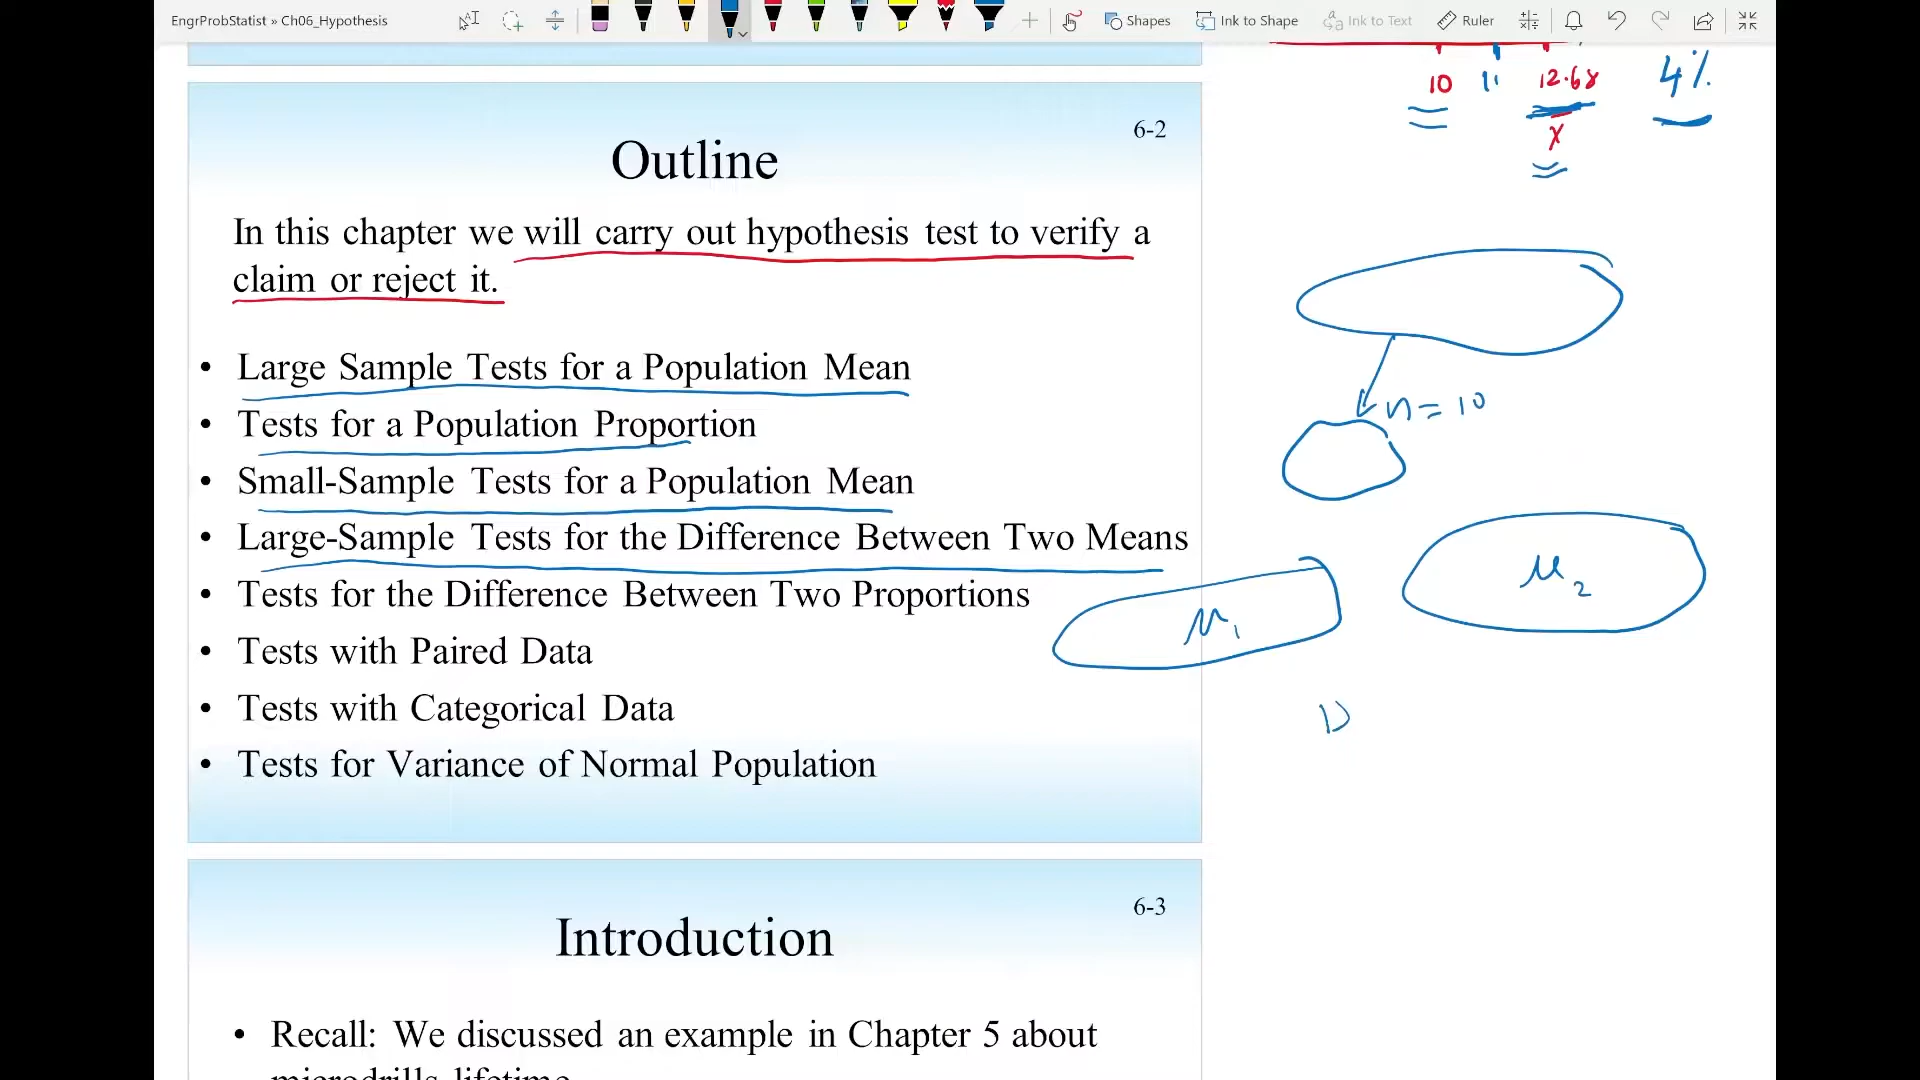 EngrProbStatist » Ch06_Hypothesis
Shapes
Ink to Shape
Ink to Text
Ruler
10 11 12.68 4%
x
6-2
Outline
In this chapter we will carry out hypothesis test to verify a
claim or reject it.
• Large Sample Tests for a Population Mean
• Tests for a Population Proportion
• Small-Sample Tests for a Population Mean
• Large-Sample Tests for the Difference Between Two Means
• Tests for the Difference Between Two Proportions
• Tests with Paired Data
• Tests with Categorical Data
• Tests for Variance of Normal Population
n = 10
μ1
μ2
6-3
Introduction
• Recall: We discussed an example in Chapter 5 about
microdrills lifetime